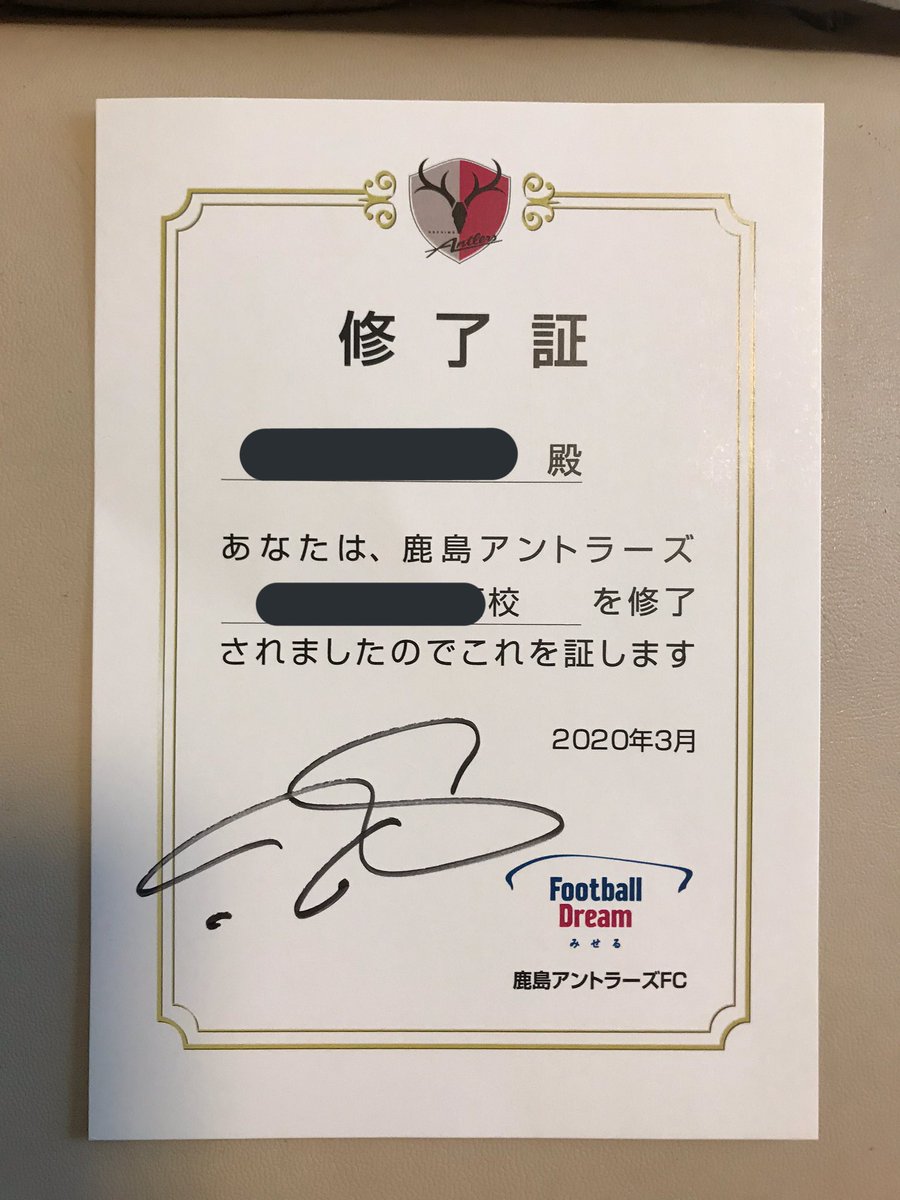 KASHIMA
Antlers
修了証
殿
あなたは、鹿島アントラーズ
校 を修了
されましたのでこれを証します
2020年3月
Football
Dream
みせる
鹿島アントラーズFC